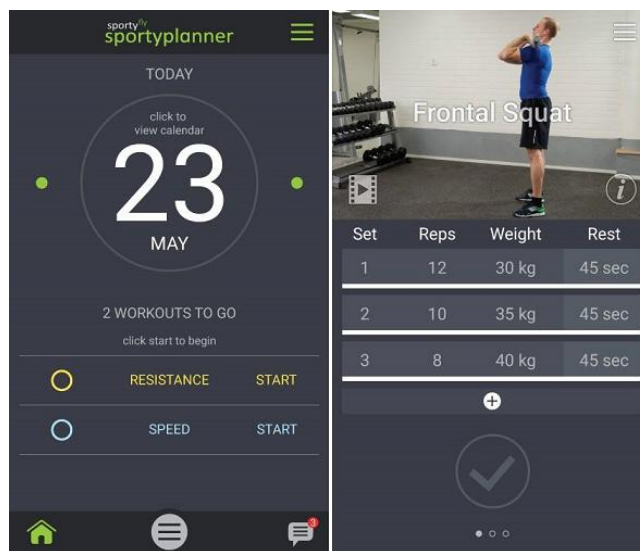 sportyfly
sportyplanner
TODAY
click to
view calendar
23
MAY
2 WORKOUTS TO GO
click start to begin
RESISTANCE START
SPEED START
3
Frontal Squat
i
Set Reps Weight Rest
1 12 30 kg 45 sec
2 10 35 kg 45 sec
3 8 40 kg 45 sec